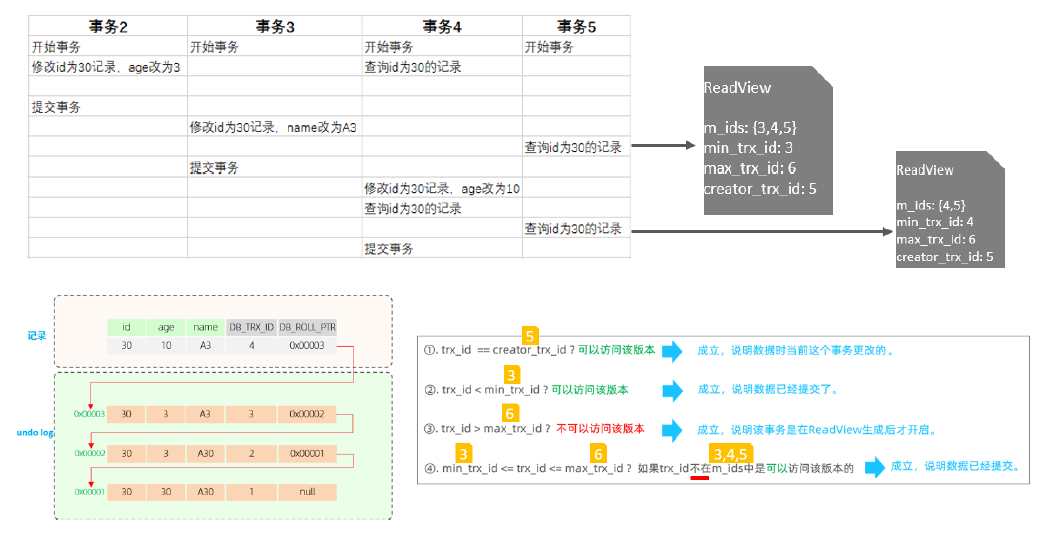 事务2 事务3 事务4 事务5
开始事务 开始事务 开始事务 开始事务
修改id为30记录，age改为3 查询id为30的记录
提交事务
修改id为30记录，name改为A3
查询id为30的记录
提交事务
修改id为30记录，age改为10
查询id为30的记录
查询id为30的记录
提交事务
ReadView
m_ids: {3,4,5}
min_trx_id: 3
max_trx_id: 6
creator_trx_id: 5
ReadView
m_ids: {4,5}
min_trx_id: 4
max_trx_id: 6
creator_trx_id: 5
记录
id age name DB_TRX_ID DB_ROLL_PTR
30 10 A3 4 0x00003
undo log
0x00003 30 3 A3 3 0x00002
0x00002 30 3 A30 2 0x00001
0x00001 30 30 A30 1 null
5
①. trx_id == creator_trx_id ? 可以访问该版本 成立，说明数据时当前这个事务更改的 。
3
②. trx_id < min_trx_id ? 可以访问该版本 成立，说明数据已经提交了。
6
③. trx_id > max_trx_id ? 不可以访问该版本 成立，说明该事务是在ReadView生成后才开启。
3 6 3,4,5
④. min_trx_id <= trx_id <= max_trx_id ? 如果trx_id不在m_ids中是可以访问该版本的 成立，说明数据已经提交。